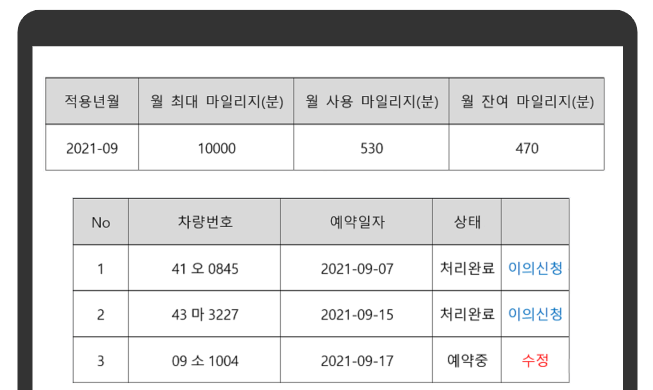 적용년월 월 최대 마일리지(분) 월 사용 마일리지(분) 월 잔여 마일리지(분)
2021-09 10000 530 470
No 차량번호 예약일자 상태
1 41 오 0845 2021-09-07 처리완료 이의신청
2 43 마 3227 2021-09-15 처리완료 이의신청
3 09 소 1004 2021-09-17 예약중 수정